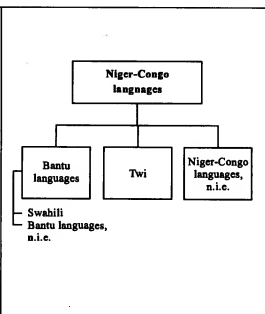 Niger-Congo
langnages
Bantu
languages
Twi
Niger-Congo
languages,
n.i.e.
Swahili
Bantu languages,
n.i.e.